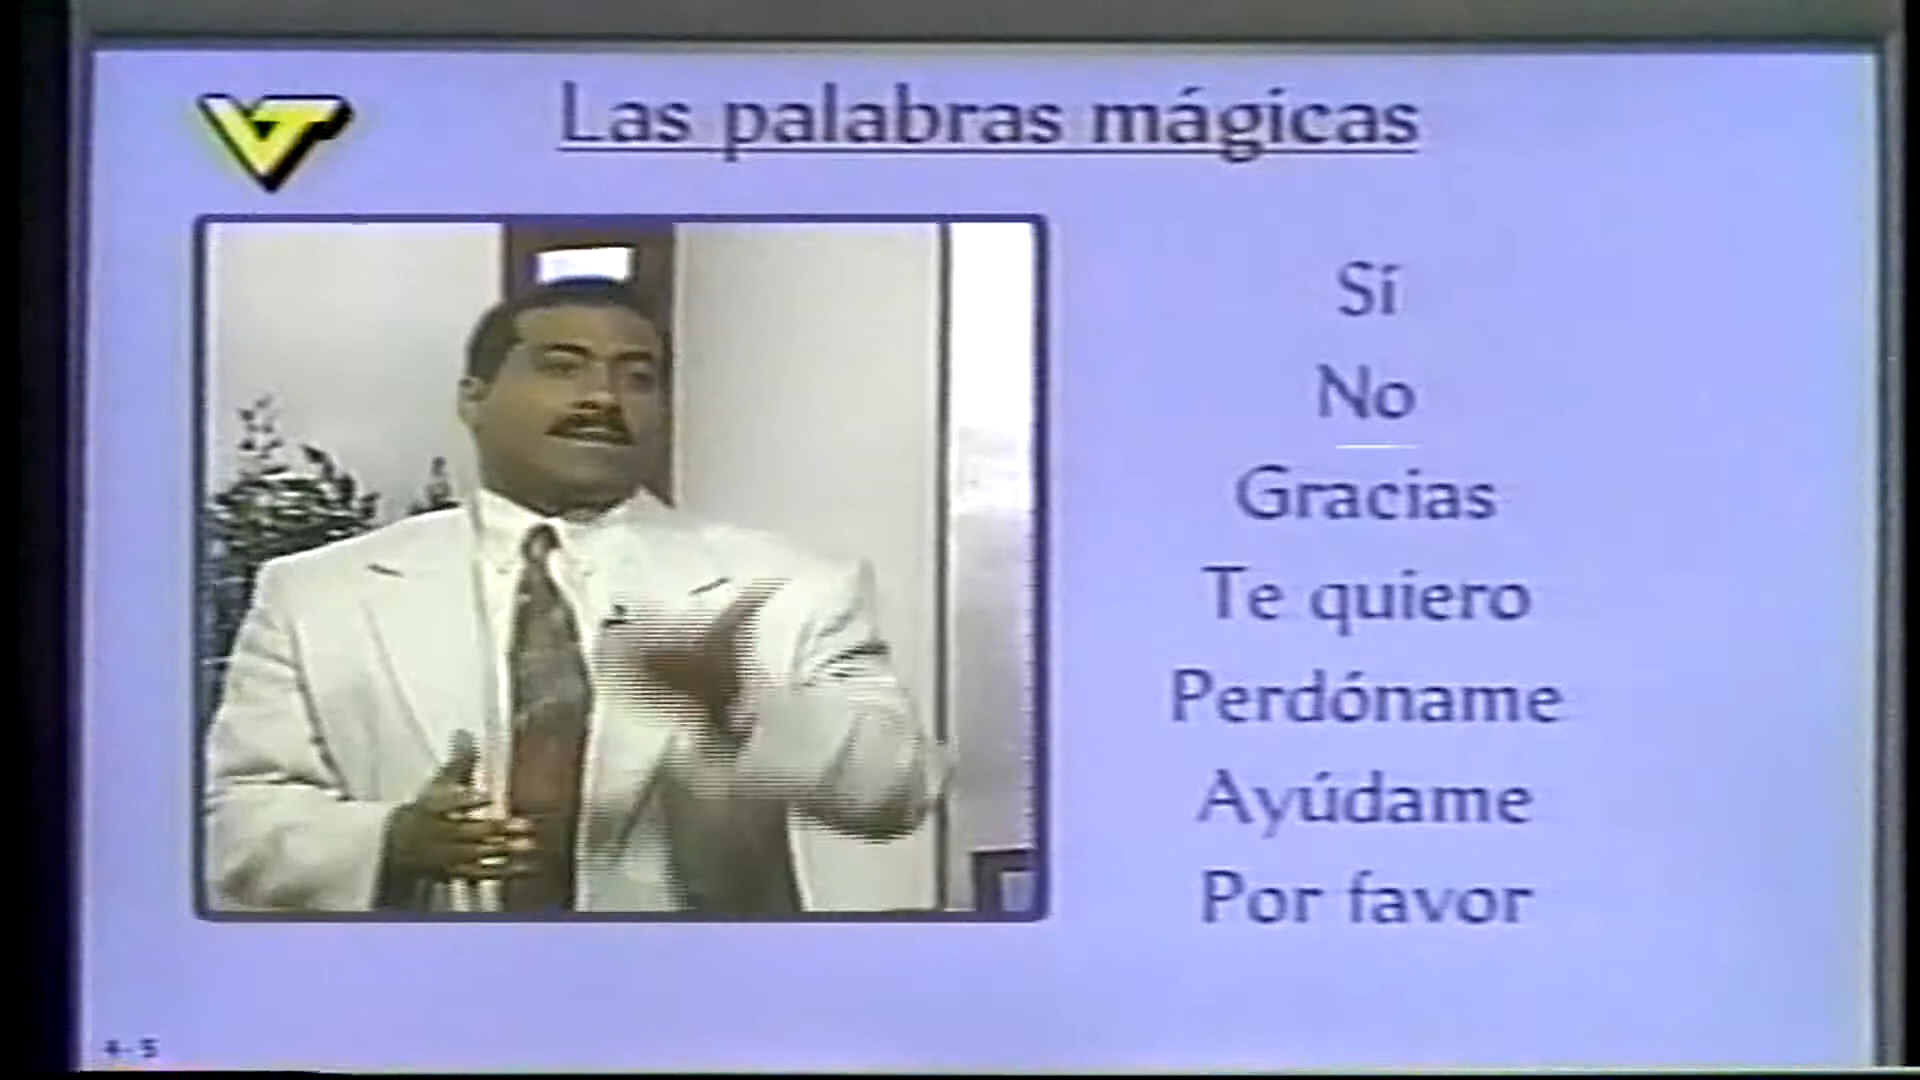 Las palabras mágicas
Sí
No
Gracias
Te quiero
Perdóname
Ayúdame
Por favor
4-5